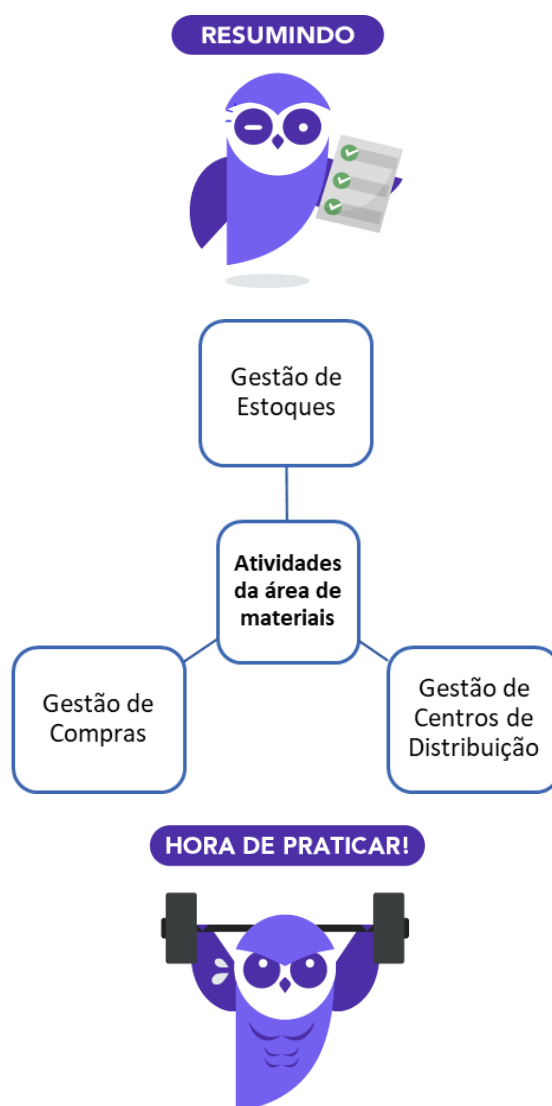 RESUMINDO
Gestão de
Estoques
Atividades
da área de
materiais
Gestão de
Compras
Gestão de
Centros de
Distribuição
HORA DE PRATICAR!